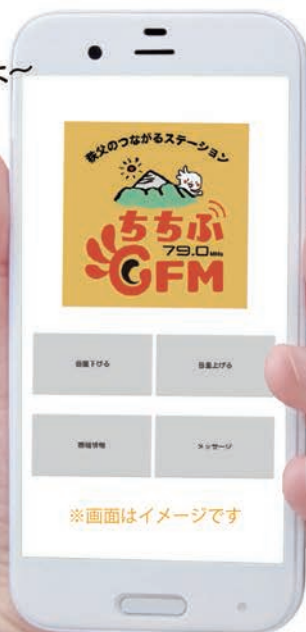 〜
秩父のつながるステーション
ちちぶ
79.0MHz
FM
音量下げる
音量上げる
番組情報
メッセージ
※画面はイメージです